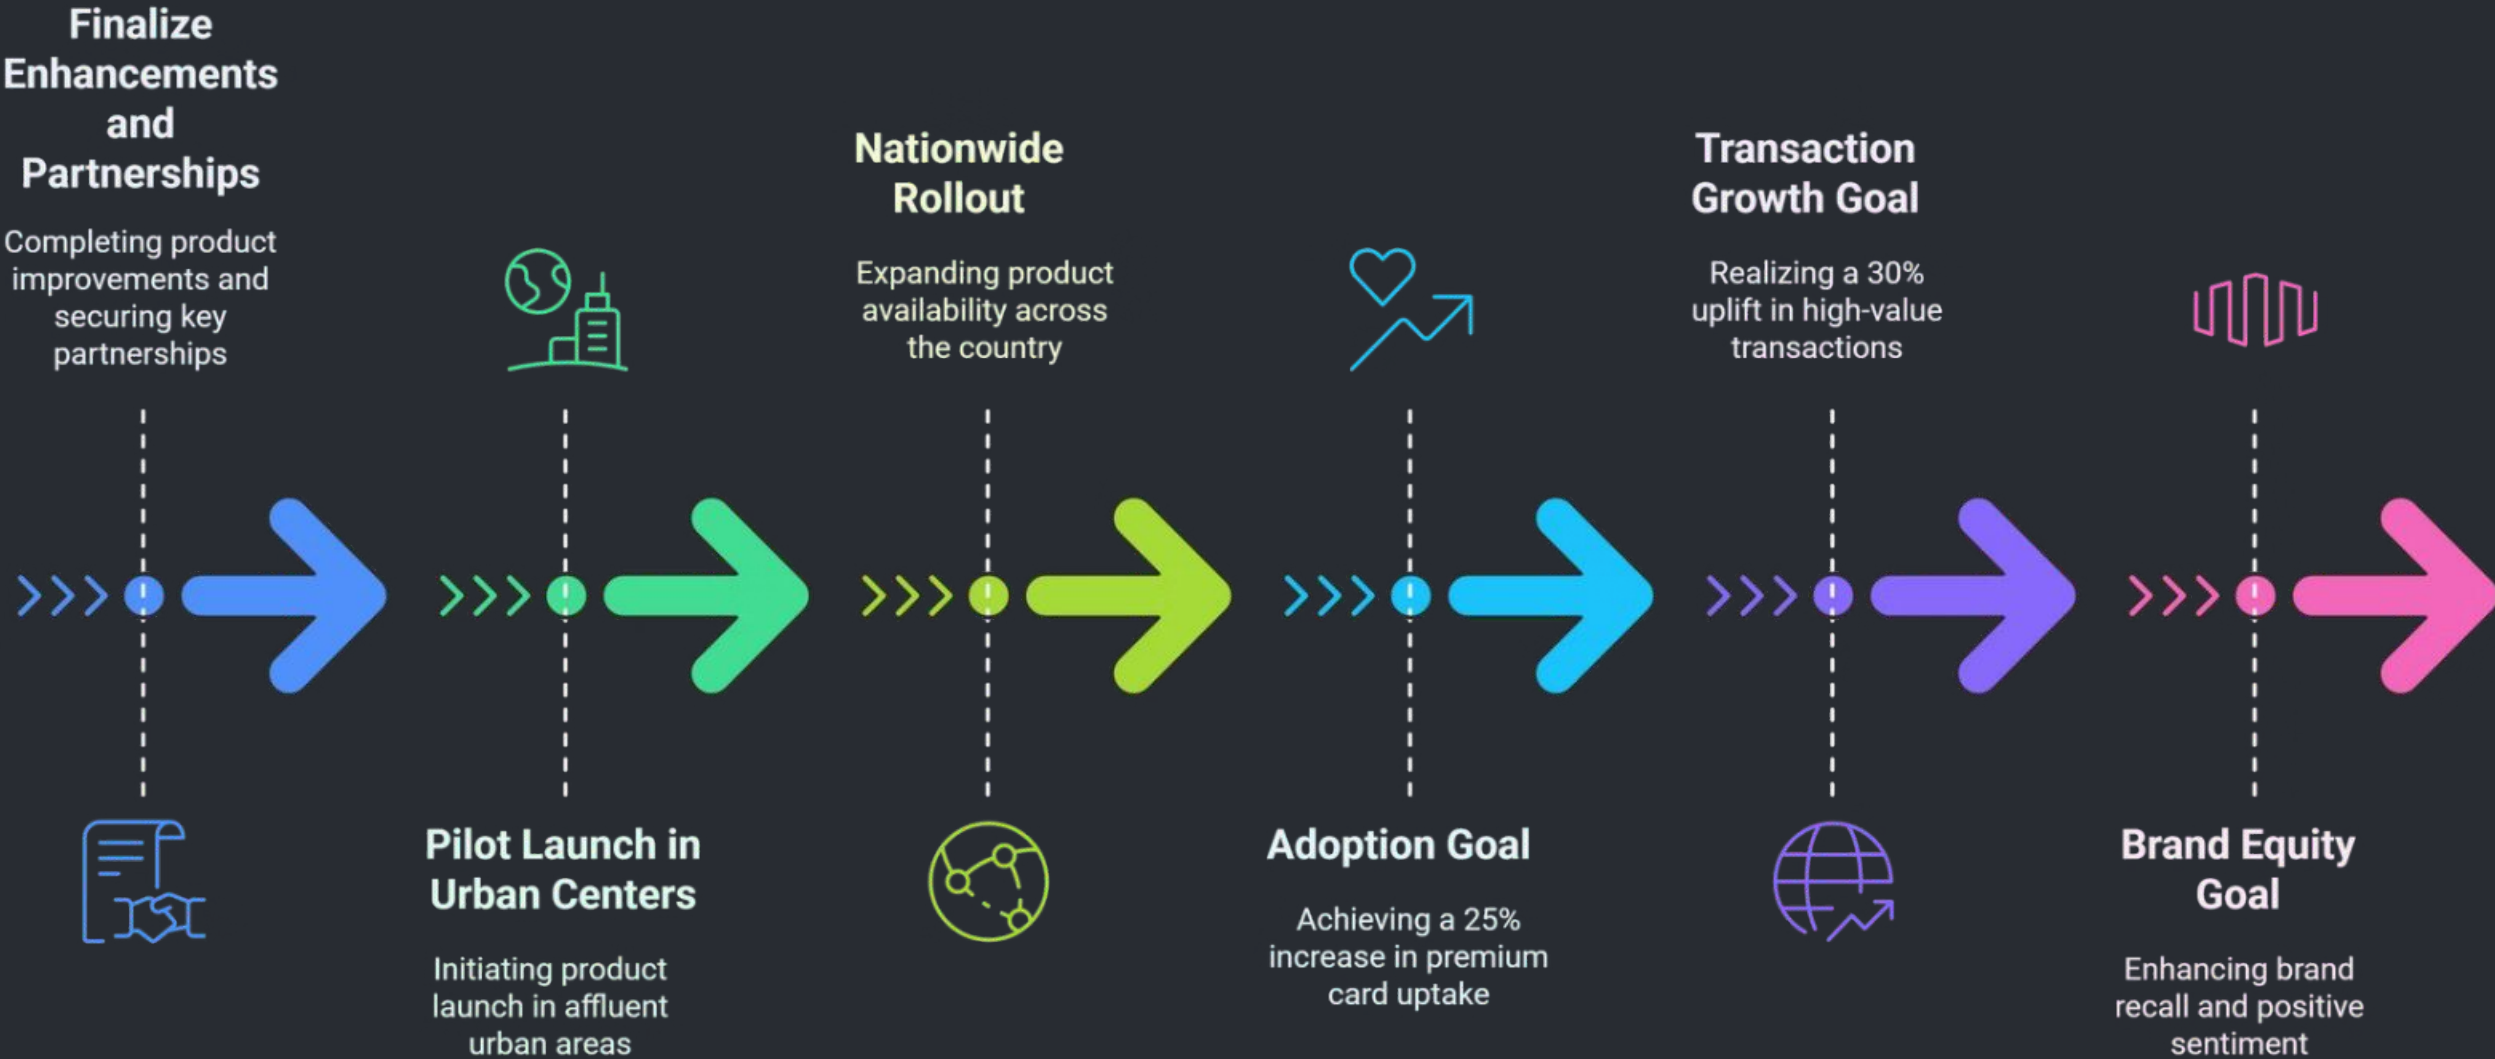 Finalize
Enhancements
and
Partnerships
Completing product
improvements and
securing key
partnerships
Pilot Launch in
Urban Centers
Initiating product
launch in affluent
urban areas
Nationwide
Rollout
Expanding product
availability across
the country
Adoption Goal
Achieving a 25%
increase in premium
card uptake
Transaction
Growth Goal
Realizing a 30%
uplift in high-value
transactions
Brand Equity
Goal
Enhancing brand
recall and positive
sentiment